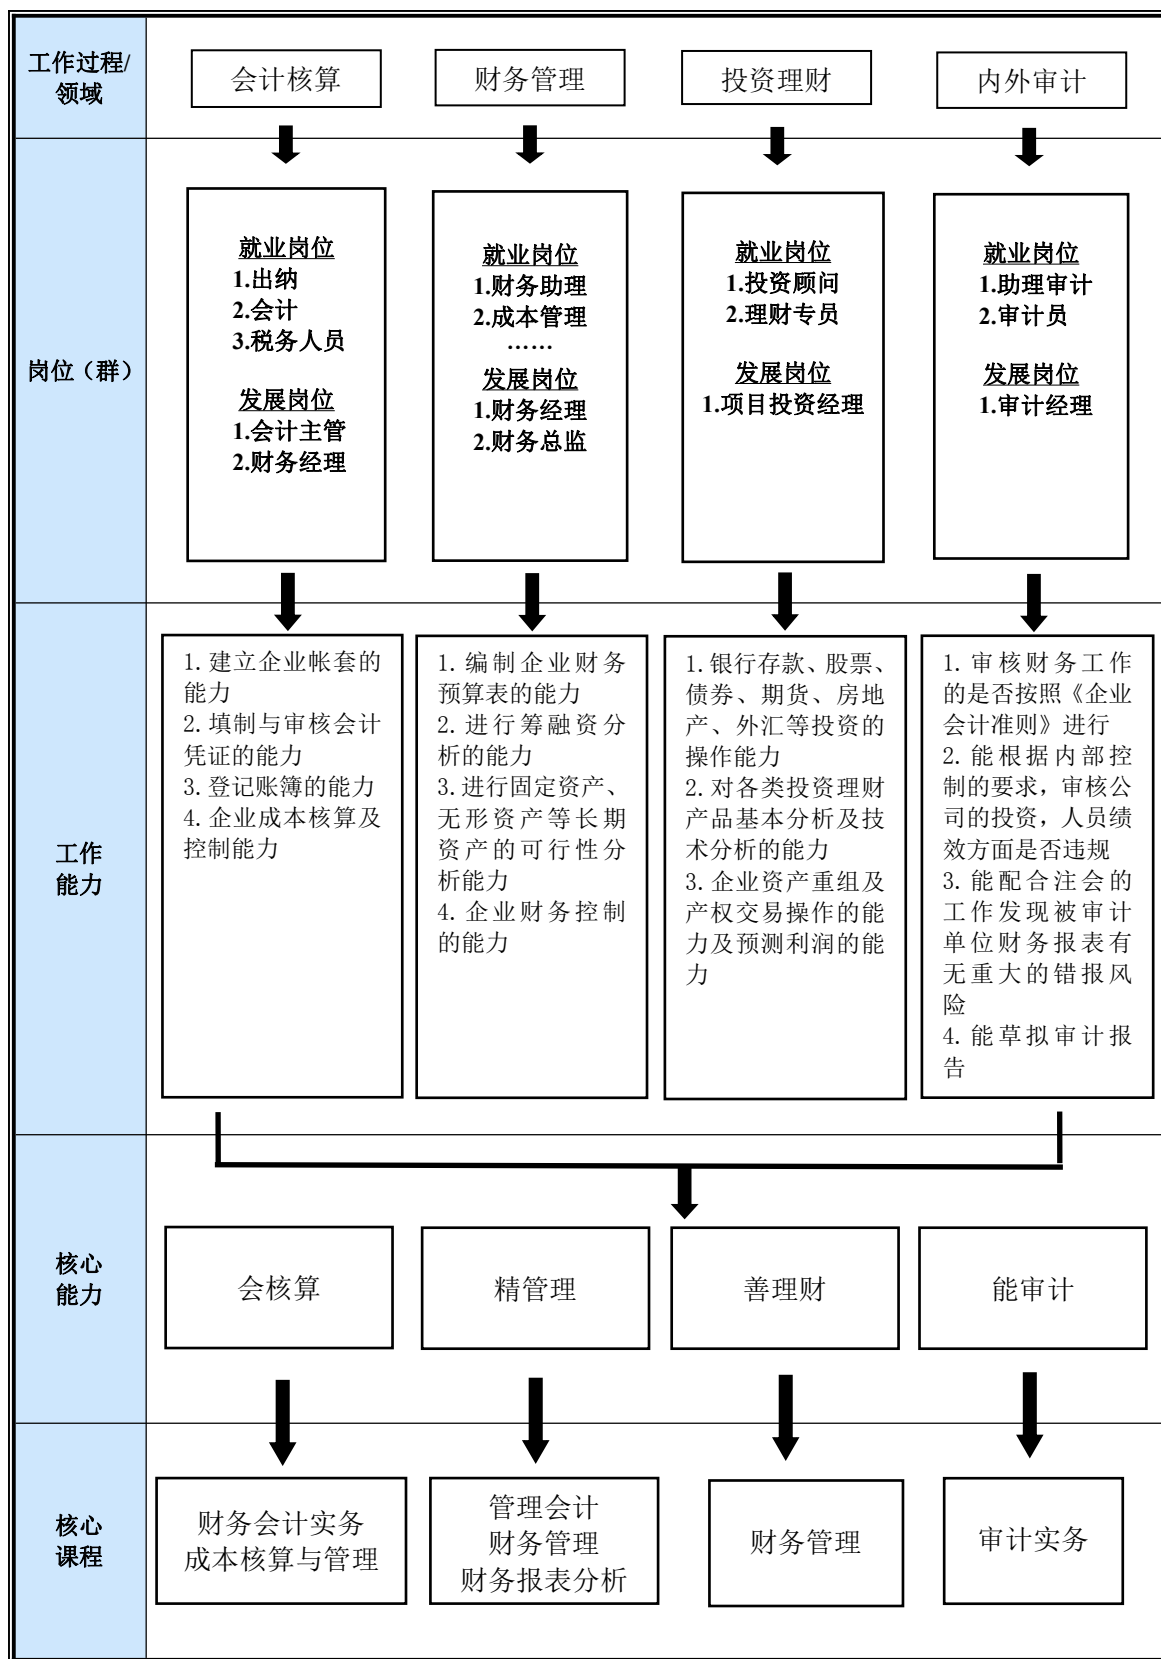 工作过程/
领域
会计核算
财务管理
投资理财
内外审计
岗位（群）
就业岗位
1.出纳
2.会计
3.税务人员
发展岗位
1.会计主管
2.财务经理
就业岗位
1.财务助理
2.成本管理
……
发展岗位
1.财务经理
2.财务总监
就业岗位
1.投资顾问
2.理财专员
发展岗位
1.项目投资经理
就业岗位
1.助理审计
2.审计员
发展岗位
1.审计经理
工作
能力
1.建立企业帐套的
能力
2.填制与审核会计
凭证的能力
3.登记账簿的能力
4.企业成本核算及
控制能力
1.编制企业财务
预算表的能力
2.进行筹融资分
析的能力
3.进行固定资产、
无形资产等长期
资产的可行性分
析能力
4.企业财务控制
的能力
1.银行存款、股票、
债券、期货、房地
产、外汇等投资的
操作能力
2.对各类投资理财
产品基本分析及技
术分析的能力
3.企业资产重组及
产权交易操作的能
力及预测利润的能
力
1.审核财务工作
的是否按照《企业
会计准则》进行
2.能根据内部控
制的要求，审核公
司的投资，人员绩
效方面是否违规
3.能配合注会的
工作发现被审计
单位财务报表有
无重大的错报风
险
4.能草拟审计报
告
核心
能力
会核算
精管理
善理财
能审计
核心
课程
财务会计实务
成本核算与管理
管理会计
财务管理
财务报表分析
财务管理
审计实务